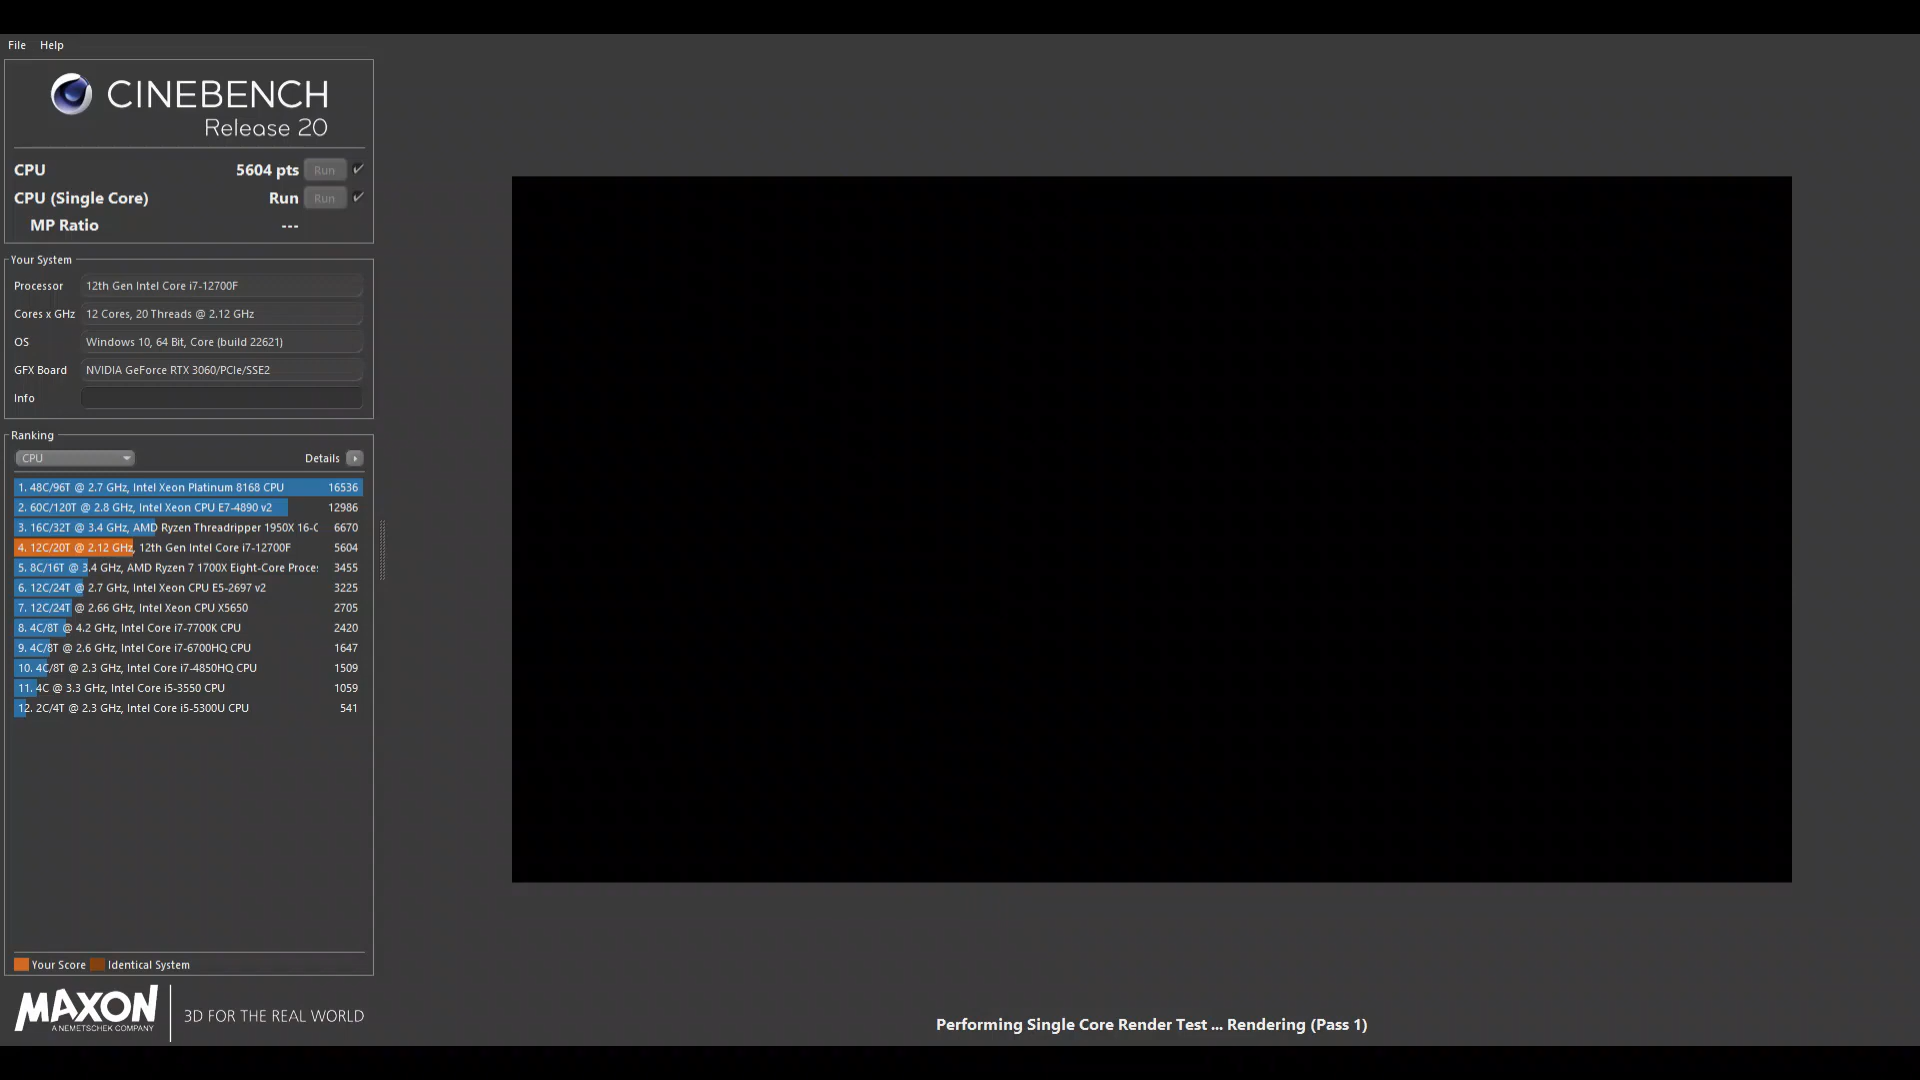 File Help
CINEBENCH
Release 20
CPU 5604 pts Run
CPU (Single Core) Run Run
MP Ratio ---
Your System
Processor 12th Gen Intel Core i7-12700F
Cores x GHz 12 Cores, 20 Threads @ 2.12 GHz
OS Windows 10, 64 Bit, Core (build 22621)
GFX Board NVIDIA GeForce RTX 3060/PCIe/SSE2
Info
Ranking
CPU Details
1. 48C/96T @ 2.7 GHz, Intel Xeon Platinum 8168 CPU 16536
2. 60C/120T @ 2.8 GHz, Intel Xeon CPU E7-4890 v2 12986
3. 16C/32T @ 3.4 GHz, AMD Ryzen Threadripper 1950X 16-C 6670
4. 12C/20T @ 2.12 GHz, 12th Gen Intel Core i7-12700F 5604
5. 8C/16T @ 3.4 GHz, AMD Ryzen 7 1700X Eight-Core Proces 3455
6. 12C/24T @ 2.7 GHz, Intel Xeon CPU E5-2697 v2 3225
7. 12C/24T @ 2.66 GHz, Intel Xeon CPU X5650 2705
8. 4C/8T @ 4.2 GHz, Intel Core i7-7700K CPU 2420
9. 4C/8T @ 2.6 GHz, Intel Core i7-6700HQ CPU 1647
10. 4C/8T @ 2.3 GHz, Intel Core i7-4850HQ CPU 1509
11. 4C @ 3.3 GHz, Intel Core i5-3550 CPU 1059
12. 2C/4T @ 2.3 GHz, Intel Core i5-5300U CPU 541
Your Score Identical System
MAXON
A NEMETSCHEK COMPANY
3D FOR THE REAL WORLD
Performing Single Core Render Test ... Rendering (Pass 1)